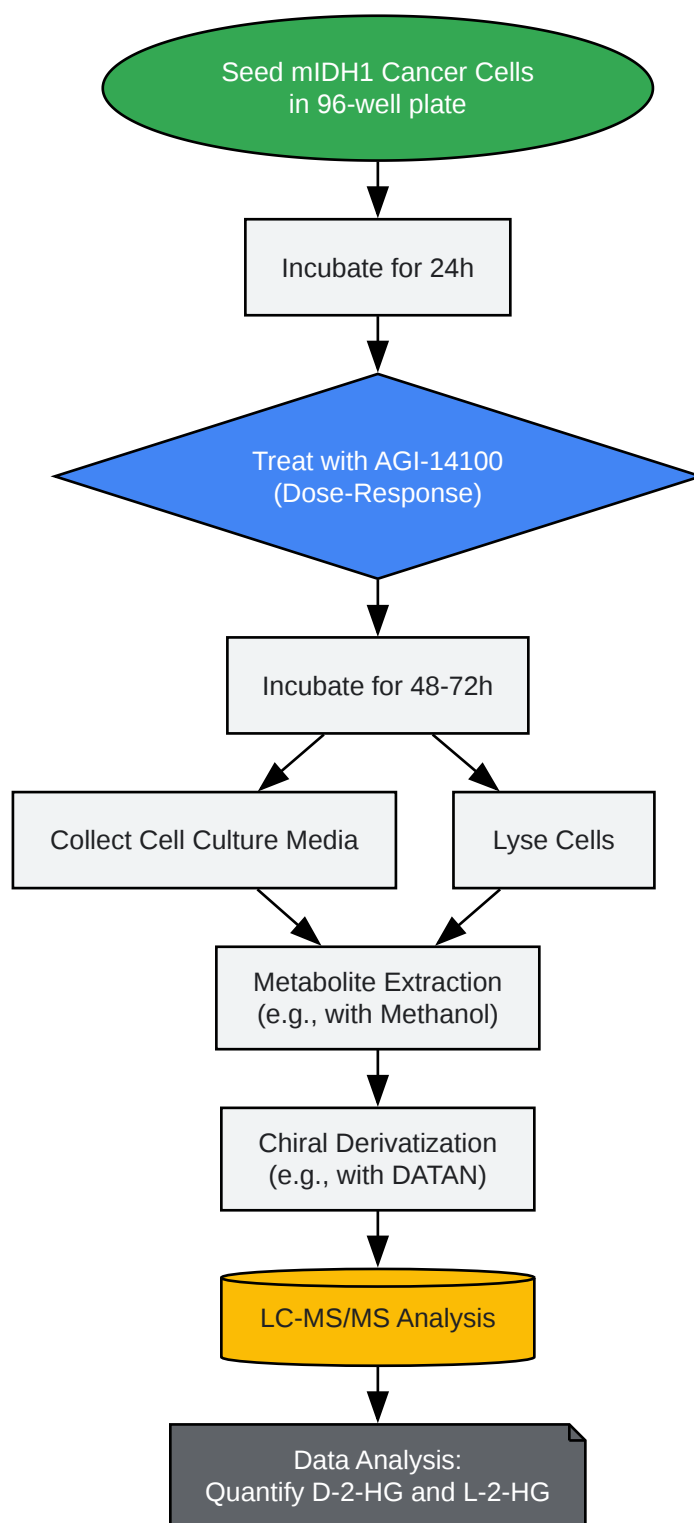 Seed mIDH1 Cancer Cells
in 96-well plate
Incubate for 24h
Treat with AGI-14100
(Dose-Response)
Incubate for 48-72h
Collect Cell Culture Media
Lyse Cells
Metabolite Extraction
(e.g., with Methanol)
Chiral Derivatization
(e.g., with DATAN)
LC-MS/MS Analysis
Data Analysis:
Quantify D-2-HG and L-2-HG